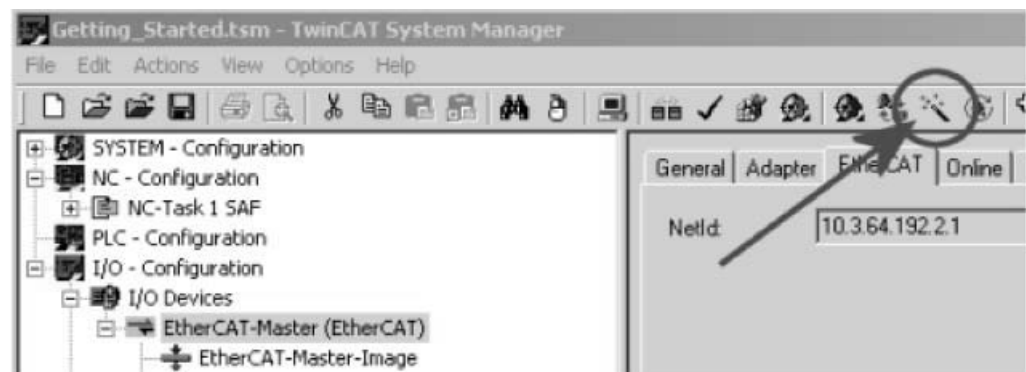 Getting_Started.tsm - TwinCAT System Manager
File Edit Actions View Options Help
SYSTEM - Configuration
NC - Configuration
NC-Task 1 SAF
PLC - Configuration
I/O - Configuration
I/O Devices
EtherCAT-Master (EtherCAT)
EtherCAT-Master-Image
General Adapter EtherCAT Online
NetId: 10.3.64.192.2.1